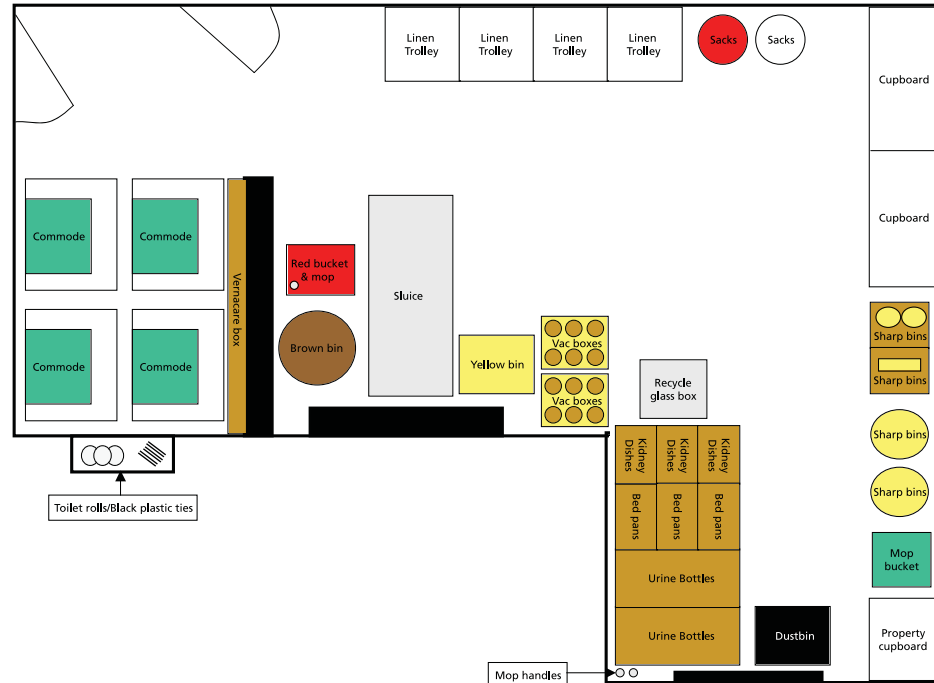 Linen
Trolley
Linen
Trolley
Linen
Trolley
Linen
Trolley
Sacks
Sacks
Cupboard
Cupboard
Commode
Commode
Commode
Commode
Vernacare box
Red bucket
& mop
Brown bin
Sluice
Yellow bin
Vac boxes
Vac boxes
Recycle
glass box
Sharp bins
Sharp bins
Sharp bins
Sharp bins
Kidney
Dishes
Kidney
Dishes
Kidney
Dishes
Bed pans
Bed pans
Bed pans
Urine Bottles
Urine Bottles
Toilet rolls/Black plastic ties
Mop
bucket
Dustbin
Property
cupboard
Mop handles